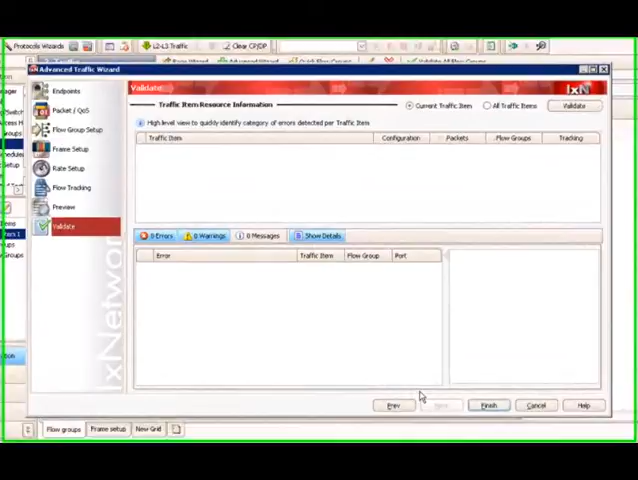 Protocols Wizards
L2-L3 Traffic
Clear CP/DP
Advanced Traffic Wizard
Endpoints
Packet / QoS
Flow Group Setup
Frame Setup
Rate Setup
Flow Tracking
Preview
Validate
IxNetwork
Validate
IxN
Traffic Item Resource Information
Current Traffic Item
All Traffic Items
Validate
High level view to quickly identify category of errors detected per Traffic Item
Traffic Item
Configuration
Packets
Flow Groups
Tracking
0 Errors
0 Warnings
0 Messages
Show Details
Error
Traffic Item
Flow Group
Port
Prev
Finish
Cancel
Help
Flow groups
Frame setup
New Grid